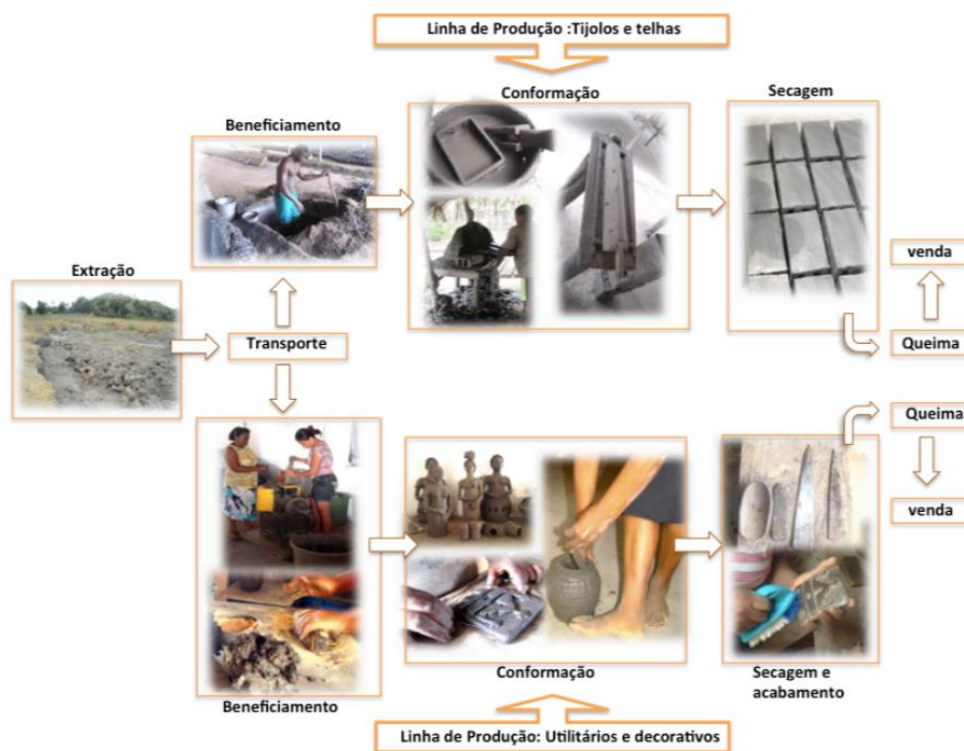 Linha de Produção :Tijolos e telhas
Conformação
Secagem
Beneficiamento
venda
Extração
Transporte
Queima
Queima
venda
Conformação
Secagem e
acabamento
Beneficiamento
Linha de Produção: Utilitários e decorativos